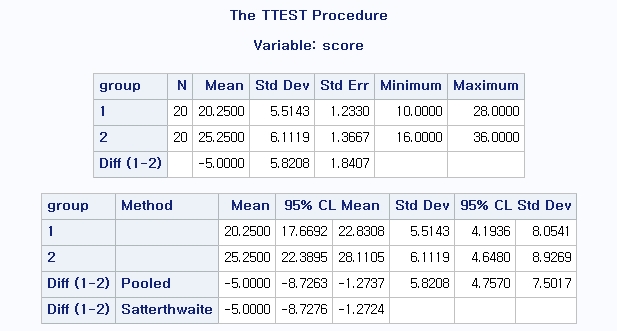 The TTEST Procedure
Variable: score
group N Mean Std Dev Std Err Minimum Maximum
1 20 20.2500 5.5143 1.2330 10.0000 28.0000
2 20 25.2500 6.1119 1.3667 16.0000 36.0000
Diff (1-2) -5.0000 5.8208 1.8407
group Method Mean 95% CL Mean Std Dev 95% CL Std Dev
1 20.2500 17.6692 22.8308 5.5143 4.1936 8.0541
2 25.2500 22.3895 28.1105 6.1119 4.6480 8.9269
Diff (1-2) Pooled -5.0000 -8.7263 -1.2737 5.8208 4.7570 7.5017
Diff (1-2) Satterthwaite -5.0000 -8.7276 -1.2724